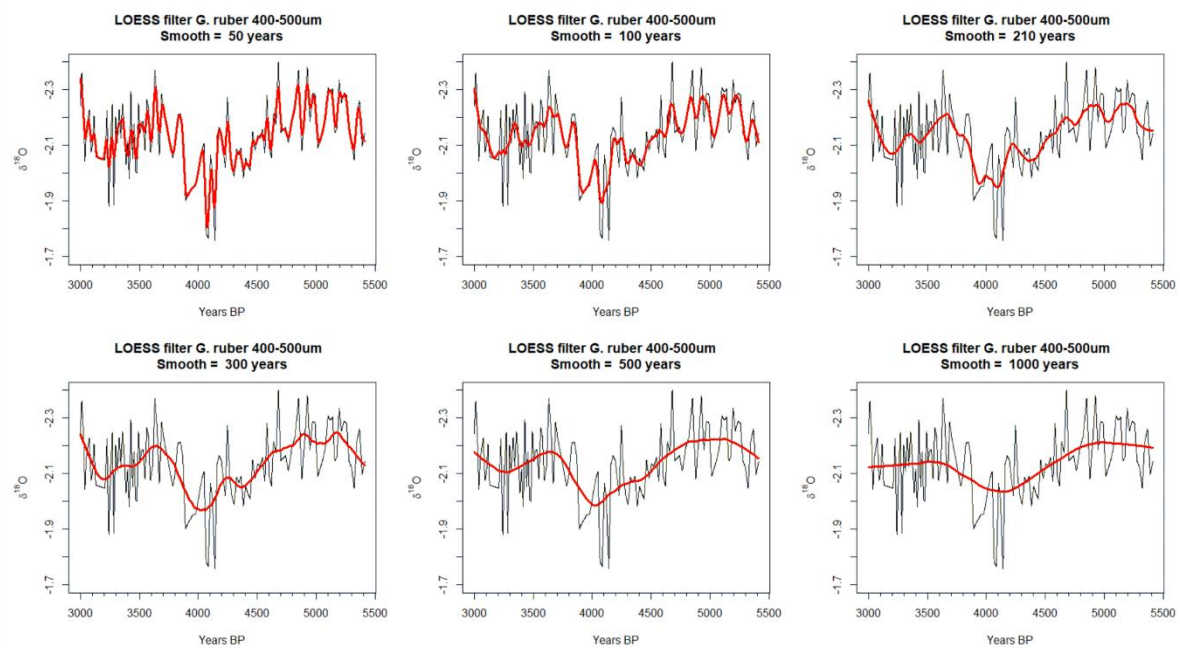 LOESS filter G. ruber 400-500um
Smooth = 50 years
δ18O
-2.3
-2.1
-1.9
-1.7
3000 3500 4000 4500 5000 5500
Years BP
LOESS filter G. ruber 400-500um
Smooth = 100 years
δ18O
-2.3
-2.1
-1.9
-1.7
3000 3500 4000 4500 5000 5500
Years BP
LOESS filter G. ruber 400-500um
Smooth = 210 years
δ18O
-2.3
-2.1
-1.9
-1.7
3000 3500 4000 4500 5000 5500
Years BP
LOESS filter G. ruber 400-500um
Smooth = 300 years
δ18O
-2.3
-2.1
-1.9
-1.7
3000 3500 4000 4500 5000 5500
Years BP
LOESS filter G. ruber 400-500um
Smooth = 500 years
δ18O
-2.3
-2.1
-1.9
-1.7
3000 3500 4000 4500 5000 5500
Years BP
LOESS filter G. ruber 400-500um
Smooth = 1000 years
δ18O
-2.3
-2.1
-1.9
-1.7
3000 3500 4000 4500 5000 5500
Years BP